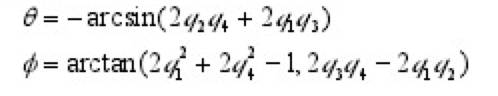 θ = −arcsin(2q₂q₄ + 2q₁q₃)
ϕ = arctan(2q₁² + 2q₄² − 1, 2q₃q₄ − 2q₁q₂)